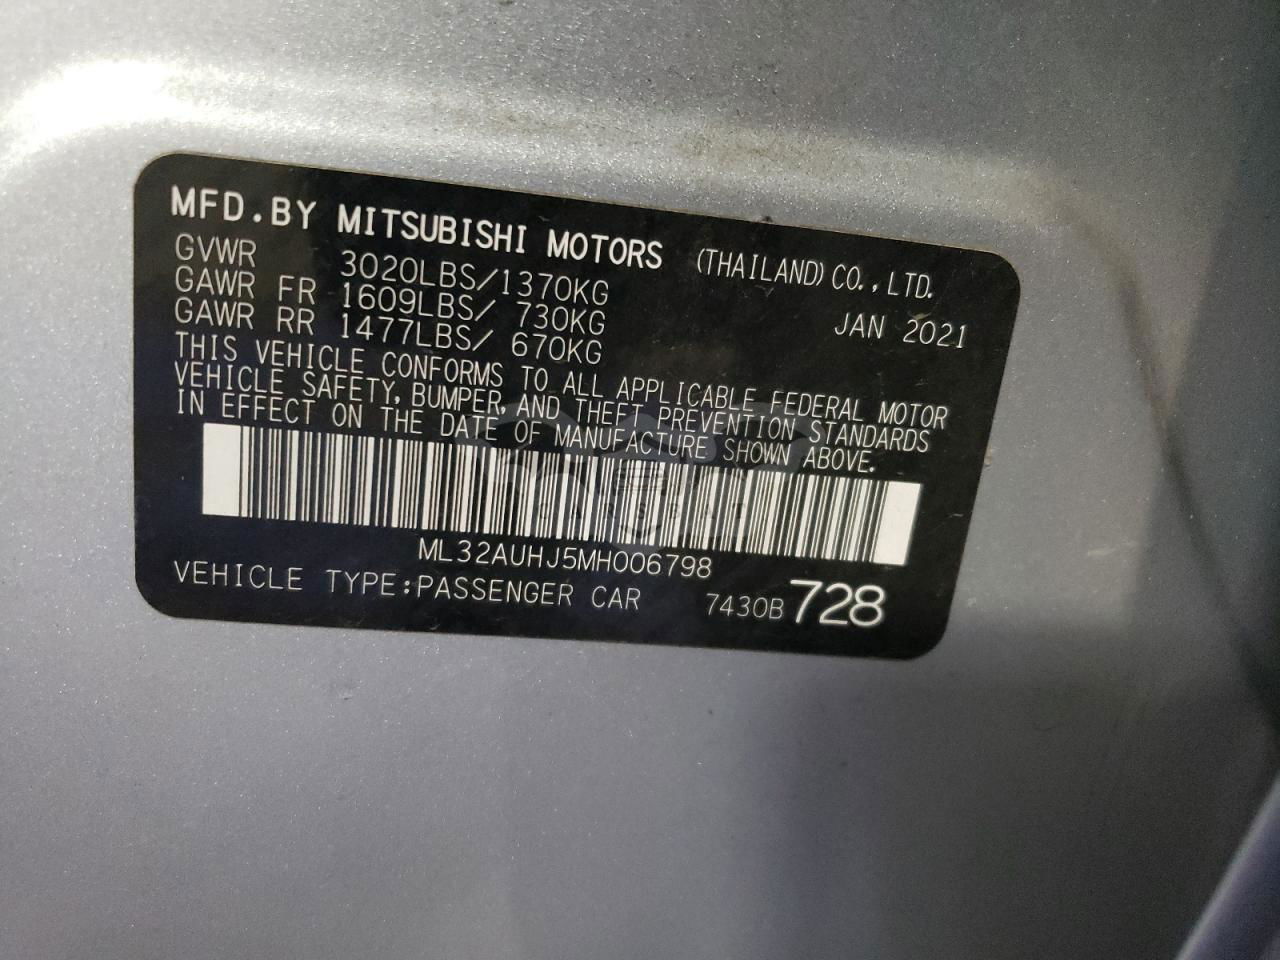 MFD.BY MITSUBISHI MOTORS (THAILAND)CO.,LTD.
GVWR 3020LBS/1370KG
JAN 2021
GAWR FR 1609LBS/ 730KG
GAWR RR 1477LBS/ 670KG
THIS VEHICLE CONFORMS TO ALL APPLICABLE FEDERAL MOTOR
VEHICLE SAFETY, BUMPER, AND THEFT PREVENTION STANDARDS
IN EFFECT ON THE DATE OF MANUFACTURE SHOWN ABOVE.
ML32AUHJ5MH006798
VEHICLE TYPE:PASSENGER CAR 7430B 728